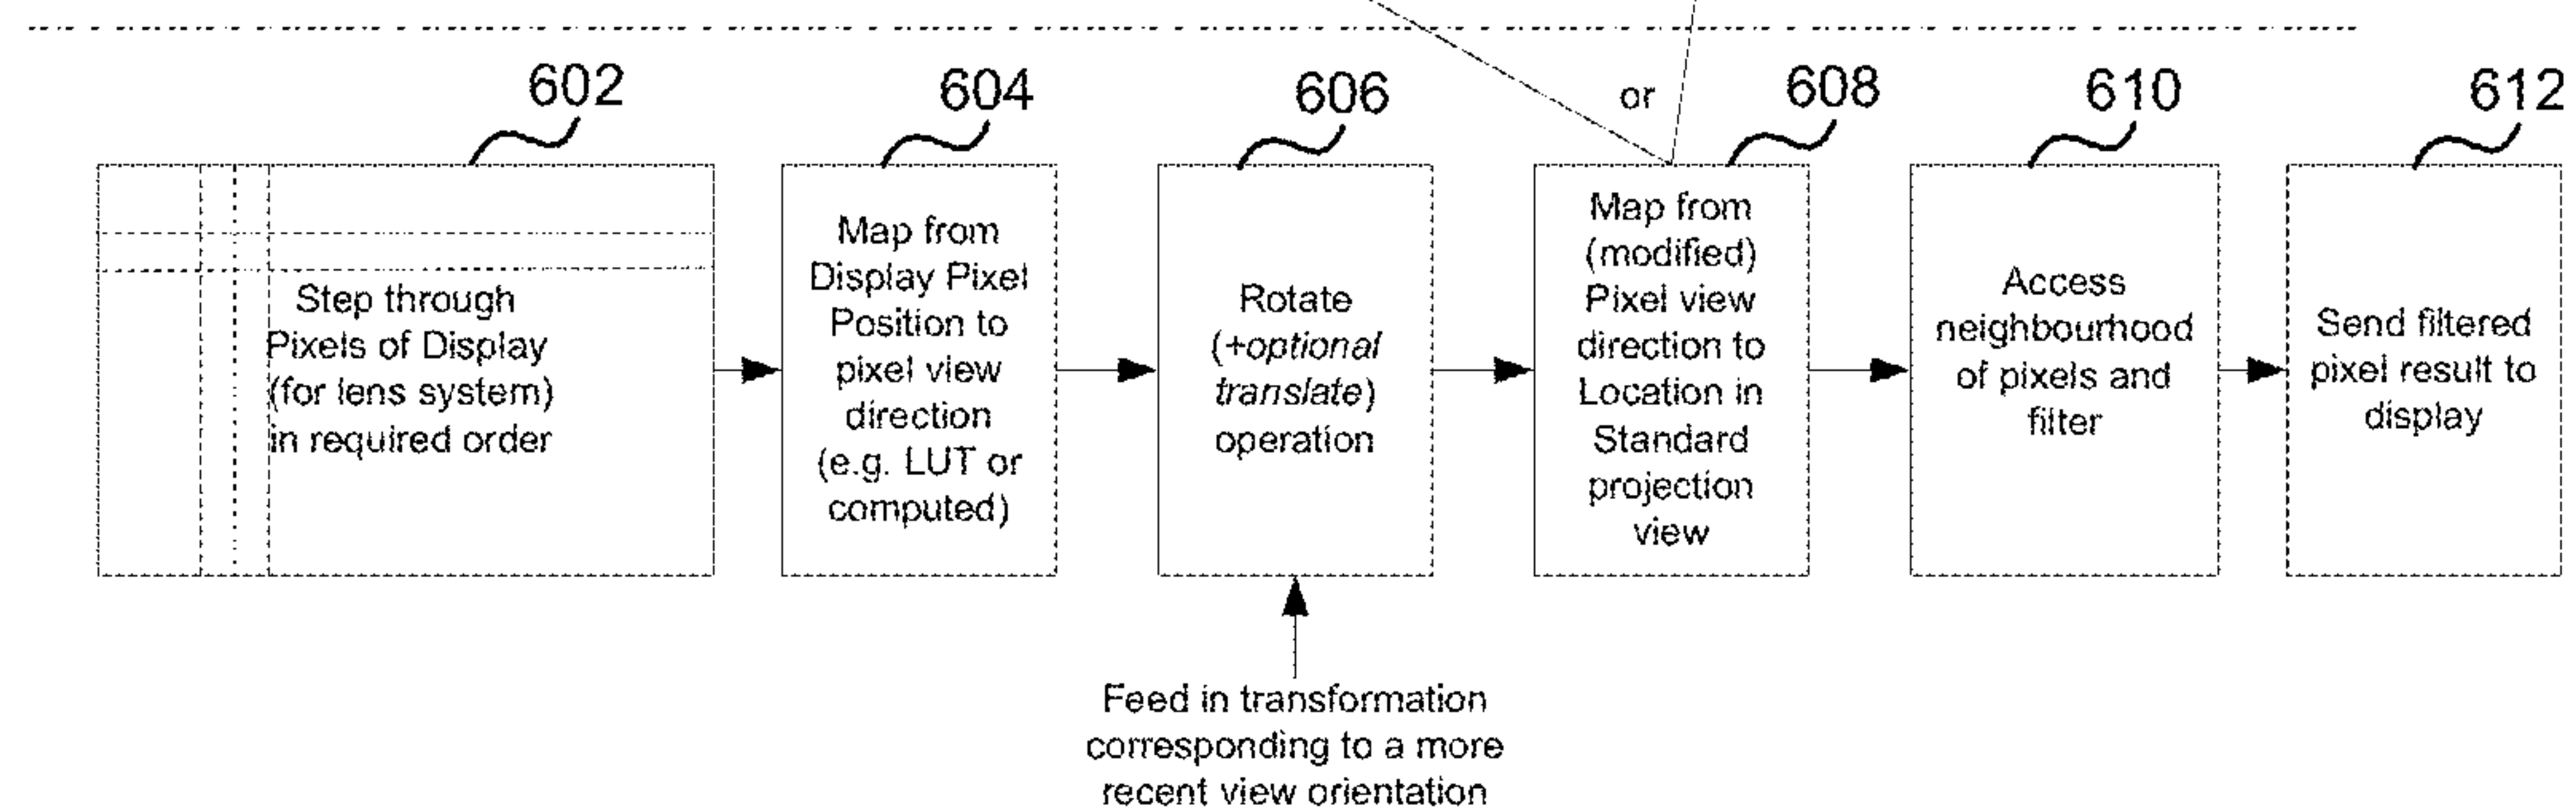 602
604
606
or
608
610
612
Step through
Pixels of Display
(for lens system)
in required order
Map from
Display Pixel
Position to
pixel view
direction
(e.g. LUT or
computed)
Rotate
(+optional
translate)
operation
Map from
(modified)
Pixel view
direction to
Location in
Standard
projection
view
Access
neighbourhood
of pixels and
filter
Send filtered
pixel result to
display
Feed in transformation
corresponding to a more
recent view orientation